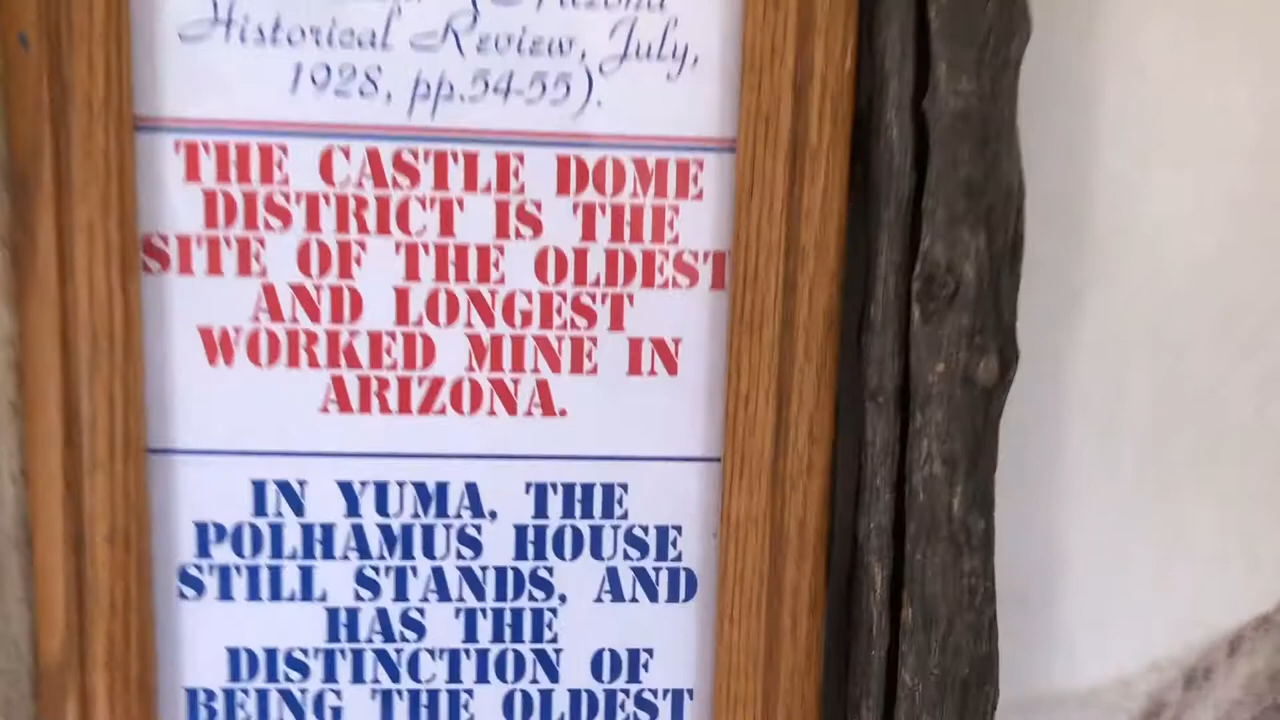 Arizona
Historical Review, July,
1928, pp.54-55).
THE CASTLE DOME
DISTRICT IS THE
SITE OF THE OLDEST
AND LONGEST
WORKED MINE IN
ARIZONA.
IN YUMA, THE
POLHAMUS HOUSE
STILL STANDS, AND
HAS THE
DISTINCTION OF
BEING THE OLDEST